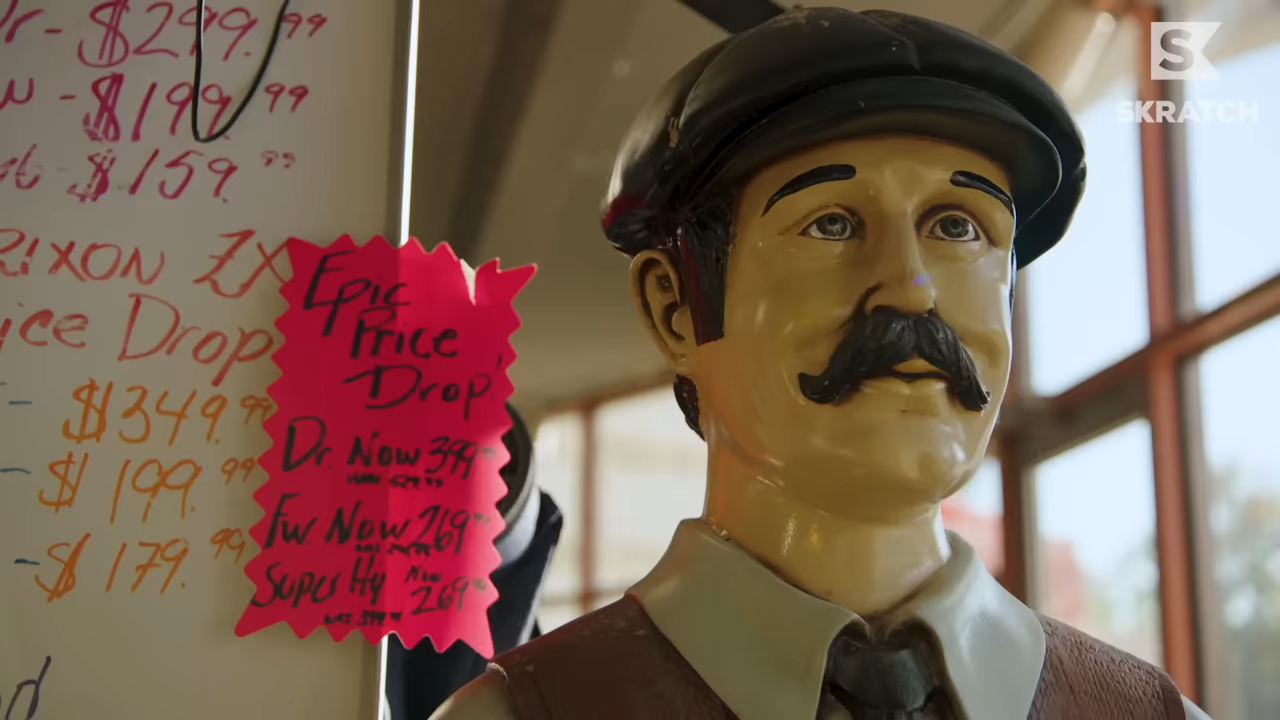 r- $299.99
- $199.99
- $159.99
RIXON ZX
ice Drop
- $349.99
- $199.99
- $179.99
Epic
Price
Drop!
Dr. Now 399
Fw. Now 269
Super Hy Now 269
S
SKRATCH